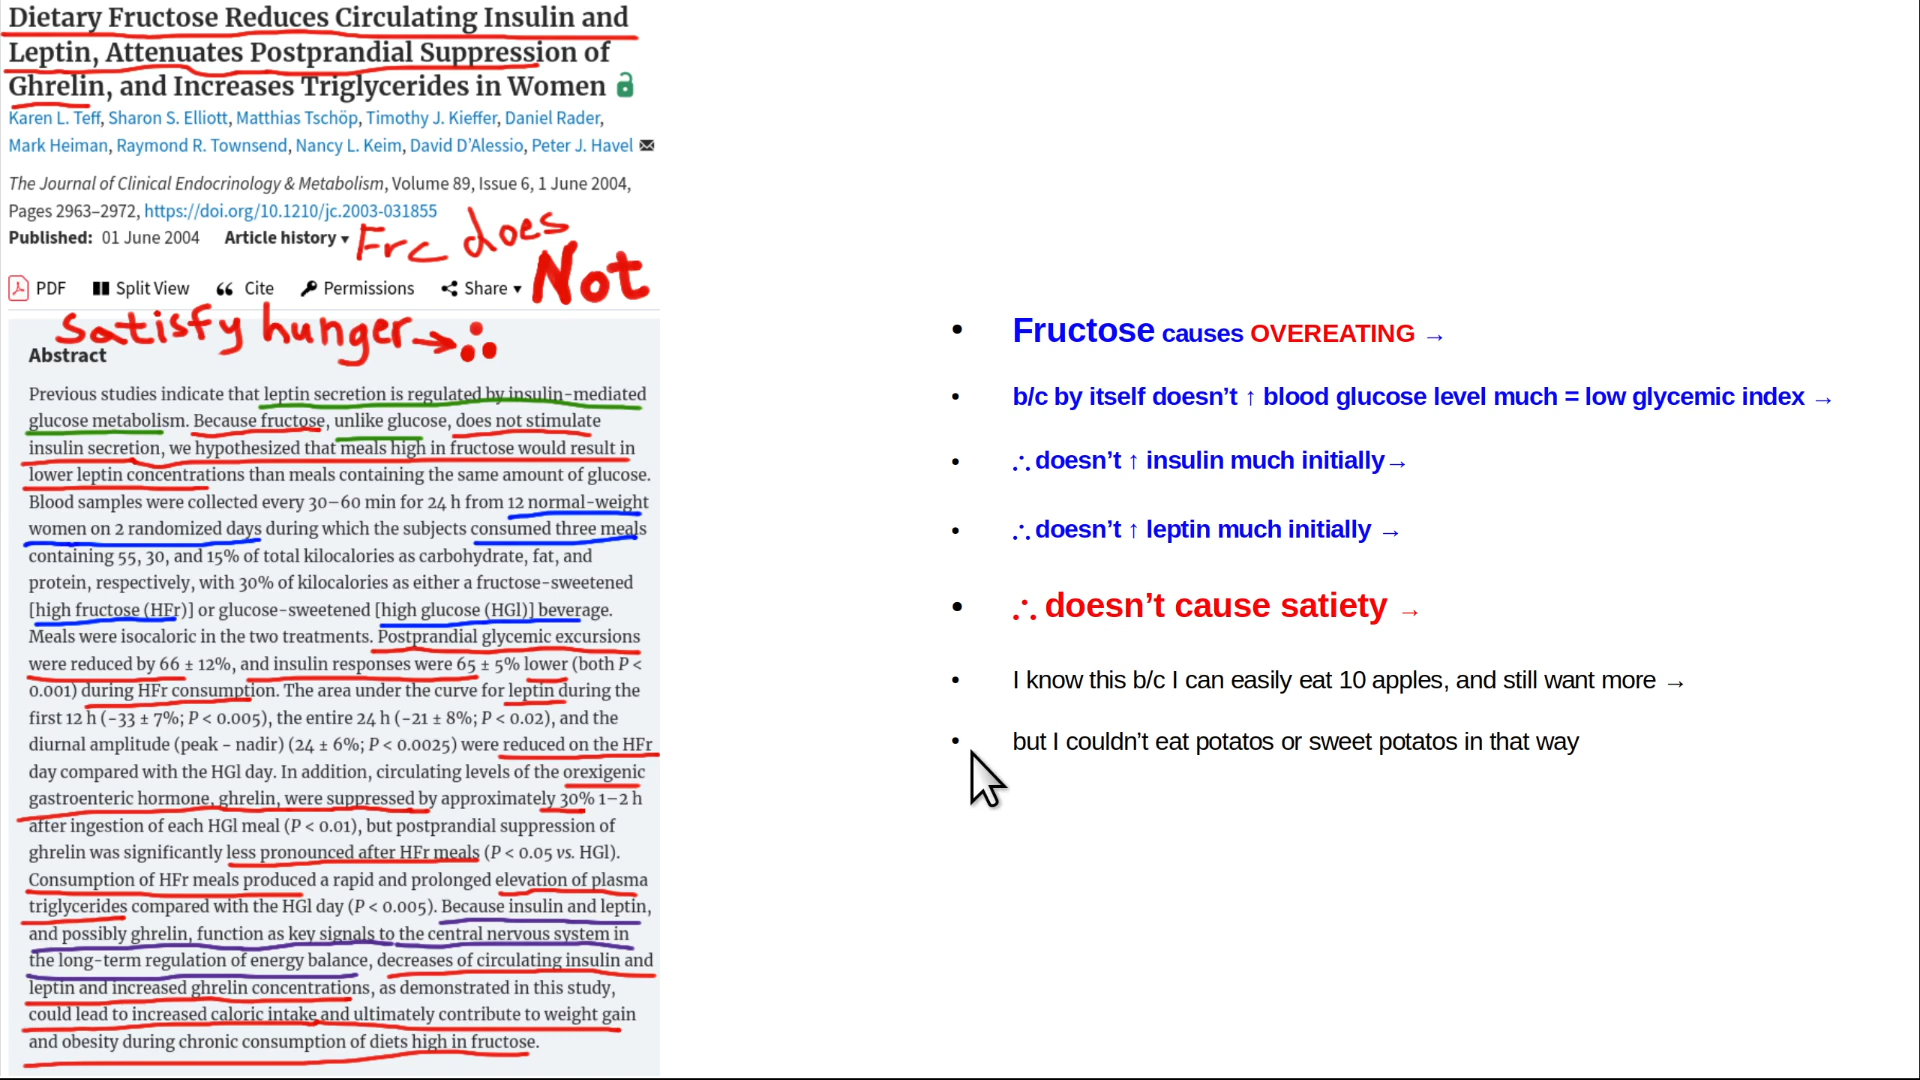 Dietary Fructose Reduces Circulating Insulin and
Leptin, Attenuates Postprandial Suppression of
Ghrelin, and Increases Triglycerides in Women
Karen L. Teff, Sharon S. Elliott, Matthias Tschöp, Timothy J. Kieffer, Daniel Rader,
Mark Heiman, Raymond R. Townsend, Nancy L. Keim, David D'Alessio, Peter J. Havel
The Journal of Clinical Endocrinology & Metabolism, Volume 89, Issue 6, 1 June 2004,
Pages 2963–2972, https://doi.org/10.1210/jc.2003-031855
Published: 01 June 2004 Article history ▾
Frc does
Not
PDF Split View Cite Permissions Share ▾
Satisfy hunger → ∴
Abstract
Previous studies indicate that leptin secretion is regulated by insulin-mediated
glucose metabolism. Because fructose, unlike glucose, does not stimulate
insulin secretion, we hypothesized that meals high in fructose would result in
lower leptin concentrations than meals containing the same amount of glucose.
Blood samples were collected every 30–60 min for 24 h from 12 normal-weight
women on 2 randomized days during which the subjects consumed three meals
containing 55, 30, and 15% of total kilocalories as carbohydrate, fat, and
protein, respectively, with 30% of kilocalories as either a fructose-sweetened
[high fructose (HFr)] or glucose-sweetened [high glucose (HGl)] beverage.
Meals were isocaloric in the two treatments. Postprandial glycemic excursions
were reduced by 66 ± 12%, and insulin responses were 65 ± 5% lower (both P <
0.001) during HFr consumption. The area under the curve for leptin during the
first 12 h (−33 ± 7%; P < 0.005), the entire 24 h (−21 ± 8%; P < 0.02), and the
diurnal amplitude (peak − nadir) (24 ± 6%; P < 0.0025) were reduced on the HFr
day compared with the HGl day. In addition, circulating levels of the orexigenic
gastroenteric hormone, ghrelin, were suppressed by approximately 30% 1–2 h
after ingestion of each HGl meal (P < 0.01), but postprandial suppression of
ghrelin was significantly less pronounced after HFr meals (P < 0.05 vs. HGl).
Consumption of HFr meals produced a rapid and prolonged elevation of plasma
triglycerides compared with the HGl day (P < 0.005). Because insulin and leptin,
and possibly ghrelin, function as key signals to the central nervous system in
the long-term regulation of energy balance, decreases of circulating insulin and
leptin and increased ghrelin concentrations, as demonstrated in this study,
could lead to increased caloric intake and ultimately contribute to weight gain
and obesity during chronic consumption of diets high in fructose.
• Fructose causes OVEREATING →
• b/c by itself doesn't ↑ blood glucose level much = low glycemic index →
• ∴ doesn't ↑ insulin much initially→
• ∴ doesn't ↑ leptin much initially →
• ∴ doesn't cause satiety →
• I know this b/c I can easily eat 10 apples, and still want more →
• but I couldn't eat potatos or sweet potatos in that way